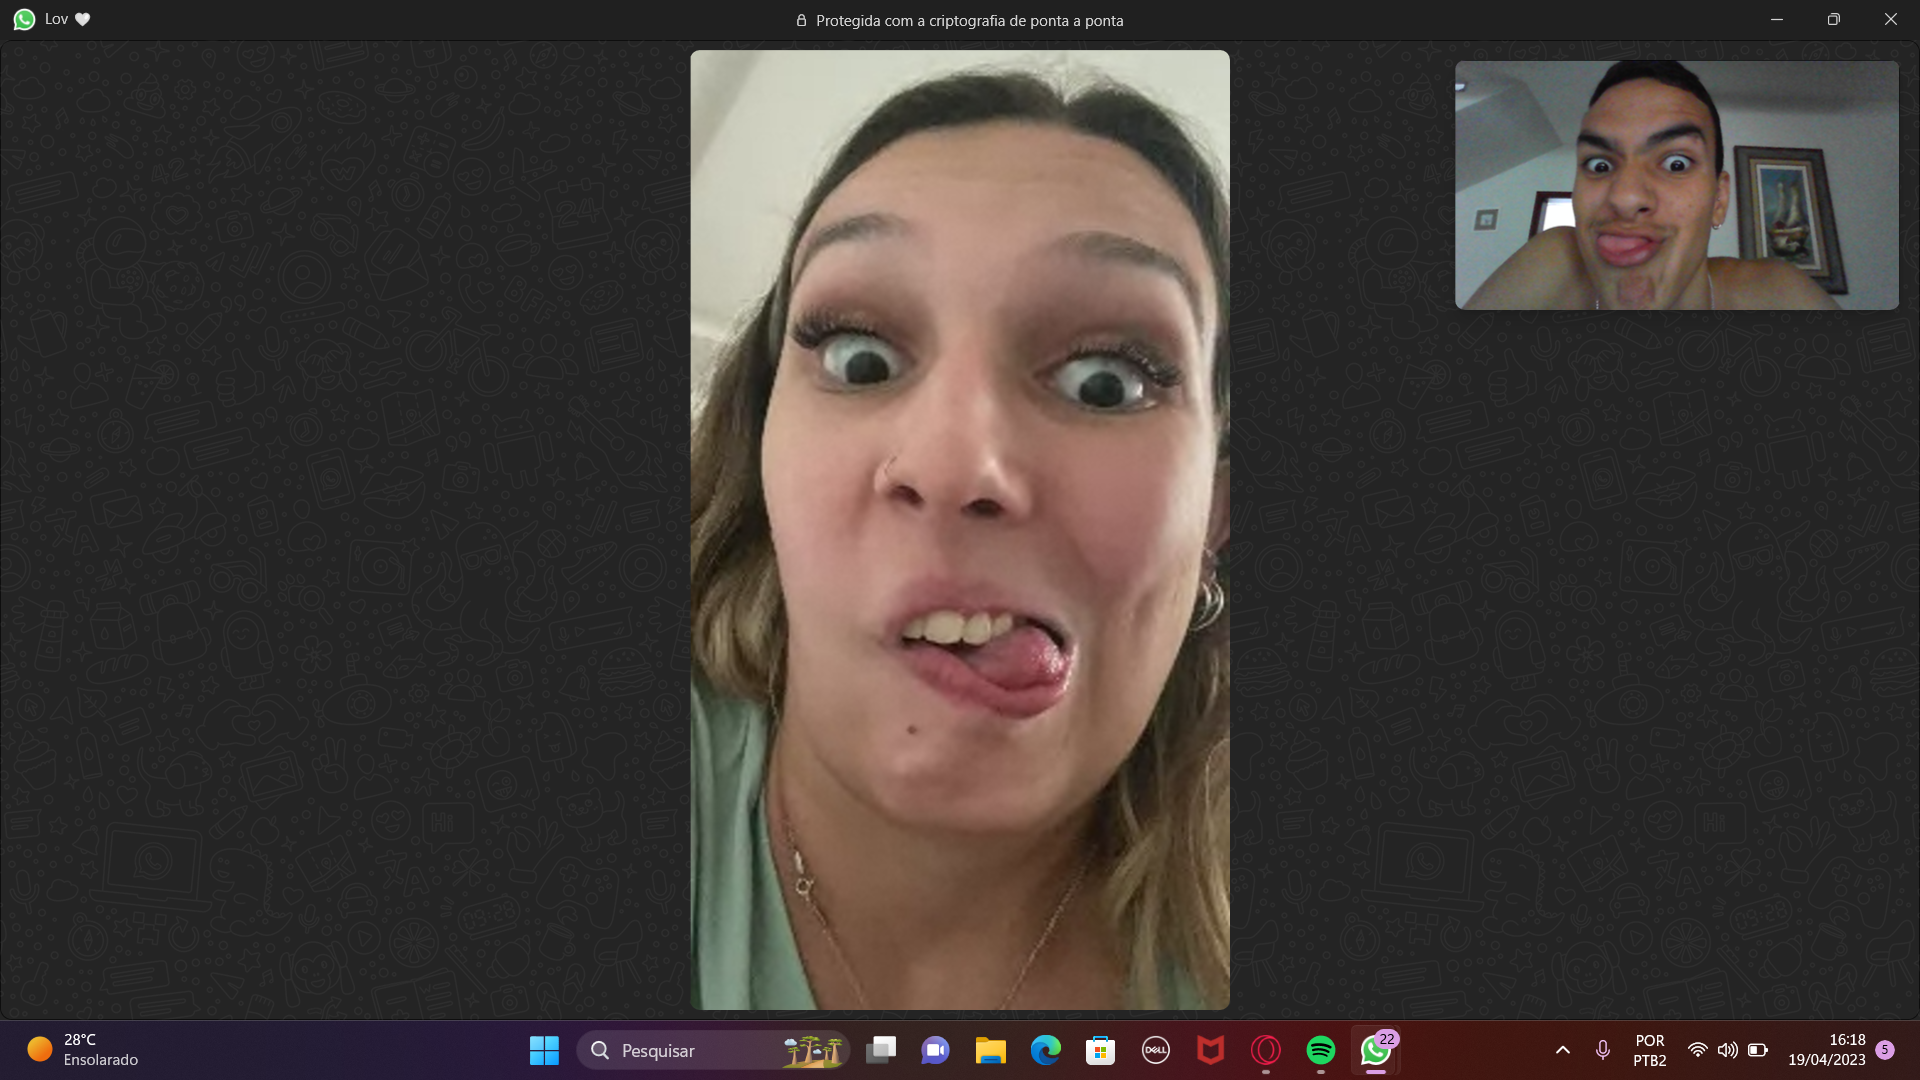 Lov
Protegida com a criptografia de ponta a ponta
28°C
Ensolarado
Pesquisar
DELL
22
POR
PTB2
16:18
19/04/2023
5